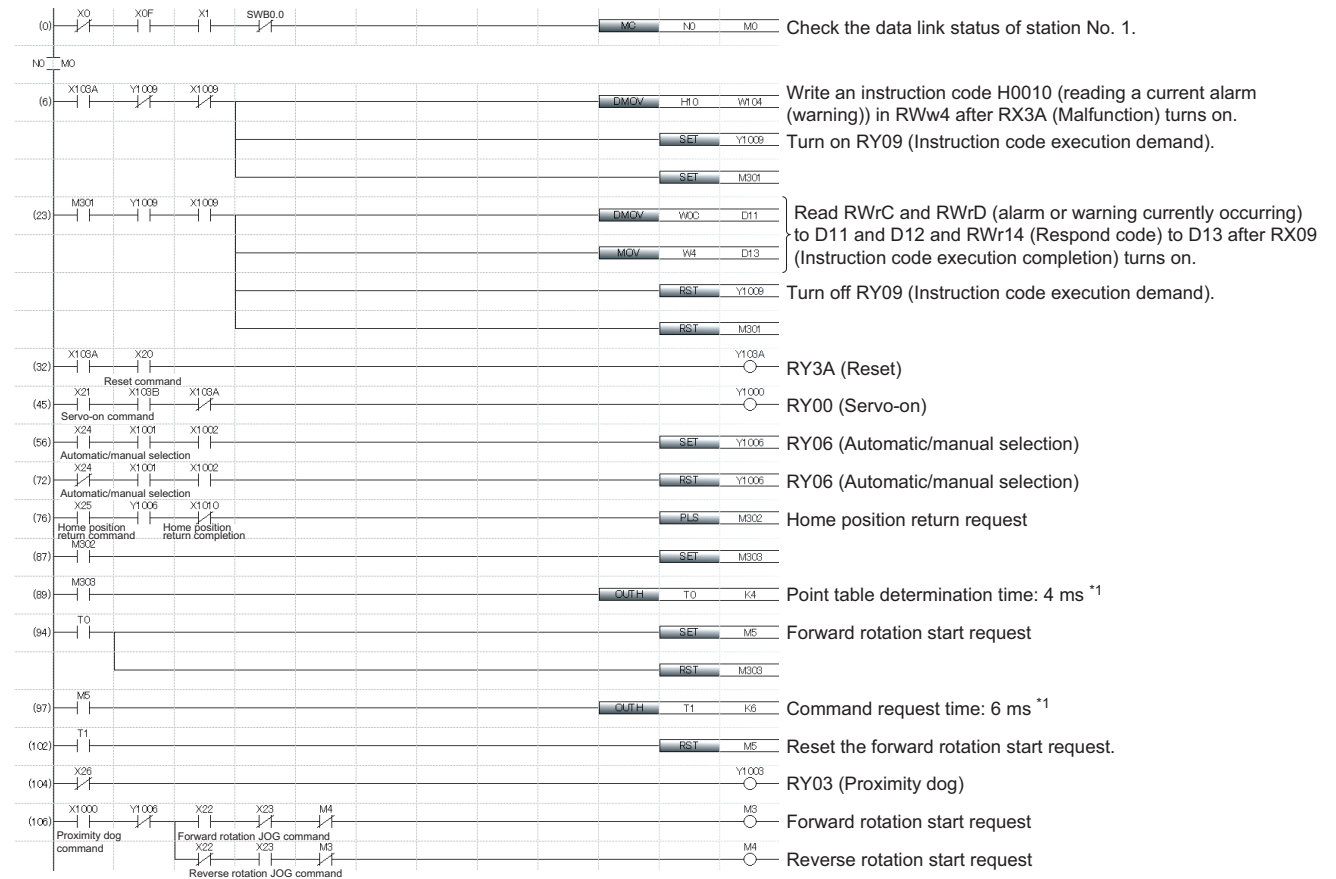 X0 X0F X1 SWB0.0
(0) MC N0 M0 Check the data link status of station No. 1.
N0 M0
X103A Y1009 X1009
(6) DMOV H10 W104 Write an instruction code H0010 (reading a current alarm
(warning)) in RWw4 after RX3A (Malfunction) turns on.
SET Y1009 Turn on RY09 (Instruction code execution demand).
SET M301
M301 Y1009 X1009
(23) DMOV W0C D11 Read RWrC and RWrD (alarm or warning currently occurring)
MOV W4 D13 to D11 and D12 and RWr14 (Respond code) to D13 after RX09
(Instruction code execution completion) turns on.
RST Y1009 Turn off RY09 (Instruction code execution demand).
RST M301
X103A X20 Y103A
(32) RY3A (Reset)
Reset command
X21 X103B X103A Y1000
(45) RY00 (Servo-on)
Servo-on command
X24 X1001 X1002
(56) SET Y1006 RY06 (Automatic/manual selection)
Automatic/manual selection
X24 X1001 X1002
(72) RST Y1006 RY06 (Automatic/manual selection)
Automatic/manual selection
X25 Y1006 X1010
(76) PLS M302 Home position return request
Home position Home position
return command return completion
M302
(87) SET M303
M303
(89) OUTH T0 K4 Point table determination time: 4 ms *1
T0
(94) SET M5 Forward rotation start request
RST M303
M5
(97) OUTH T1 K6 Command request time: 6 ms *1
T1
(102) RST M5 Reset the forward rotation start request.
X26 Y1003
(104) RY03 (Proximity dog)
X1000 Y1006 X22 X23 M4 M3
(106) Forward rotation start request
Proximity dog Forward rotation JOG command
command X22 X23 M3 M4
Reverse rotation start request
Reverse rotation JOG command